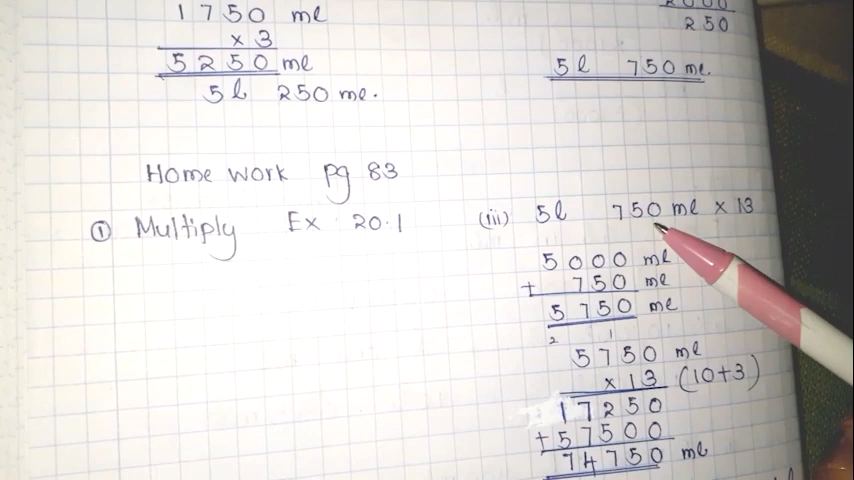 1750 ml
× 3
5250 ml
5l 250 ml.
250
5l 750 ml.
Home work pg 83
① Multiply Ex 20.1
(iii) 5l 750 ml × 13
5000 ml
+ 750 ml
5750 ml
2 1
5750 ml
× 13 (10+3)
17250
+57500
74750 ml